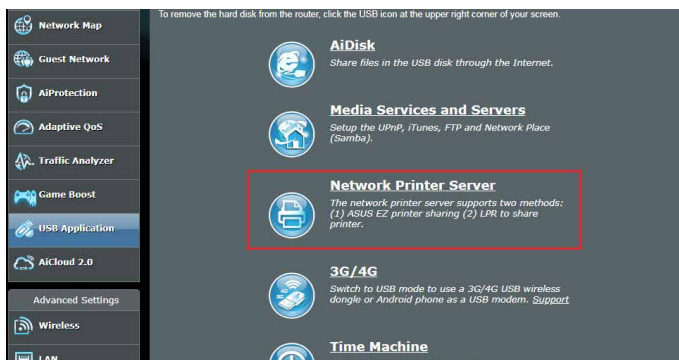 To remove the hard disk from the router, click the USB icon at the upper right corner of your screen.
Network Map
Guest Network
AiProtection
Adaptive QoS
Traffic Analyzer
Game Boost
USB Application
AiCloud 2.0
Advanced Settings
Wireless
LAN
AiDisk
Share files in the USB disk through the Internet.
Media Services and Servers
Setup the UPnP, iTunes, FTP and Network Place
(Samba).
Network Printer Server
The network printer server supports two methods:
(1) ASUS EZ printer sharing (2) LPR to share
printer.
4G
3G
3G/4G
Switch to USB mode to use a 3G/4G USB wireless
dongle or Android phone as a USB modem. Support
Time Machine